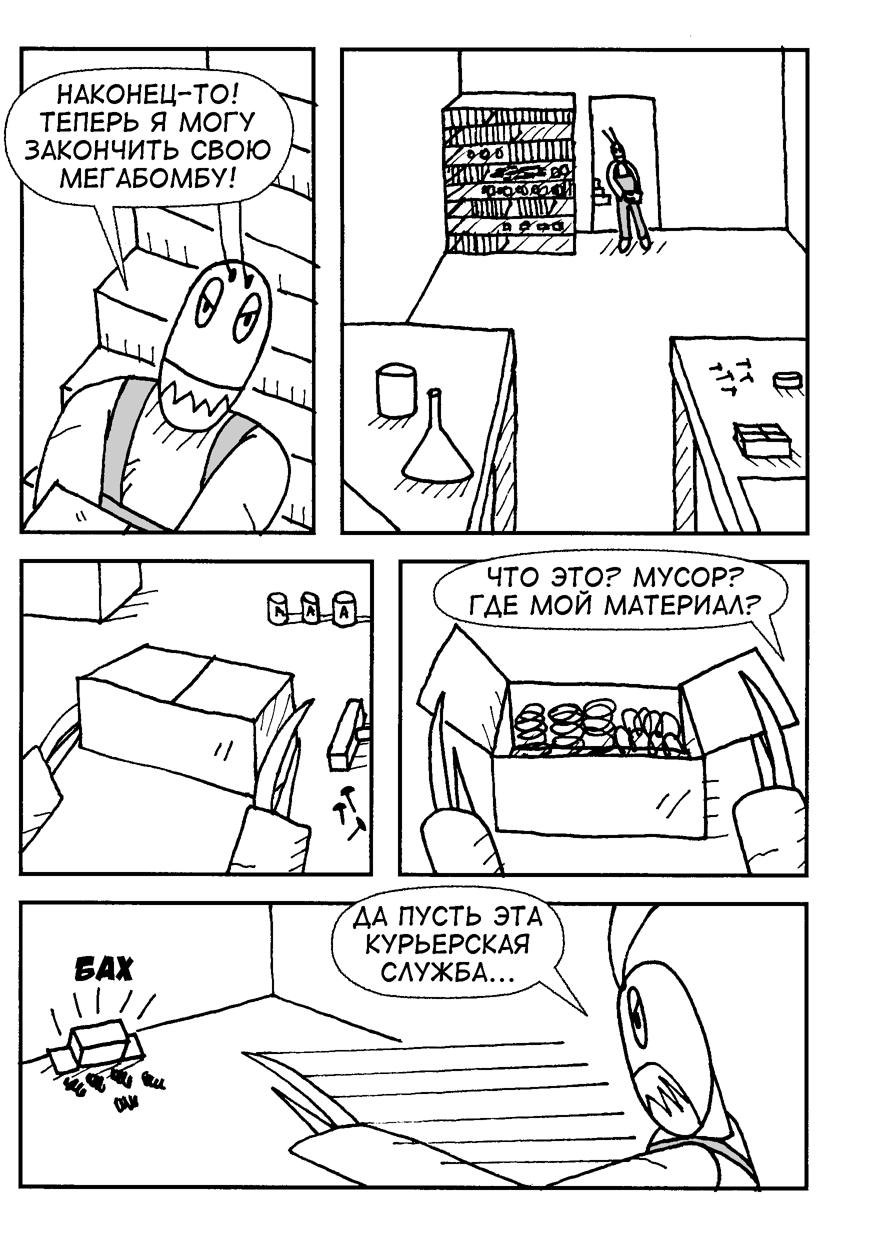 НАКОНЕЦ-ТО!
ТЕПЕРЬ Я МОГУ
ЗАКОНЧИТЬ СВОЮ
МЕГАБОМБУ!
A A A
ЧТО ЭТО? МУСОР?
ГДЕ МОЙ МАТЕРИАЛ?
ДА ПУСТЬ ЭТА
КУРЬЕРСКАЯ
СЛУЖБА...
БАХ